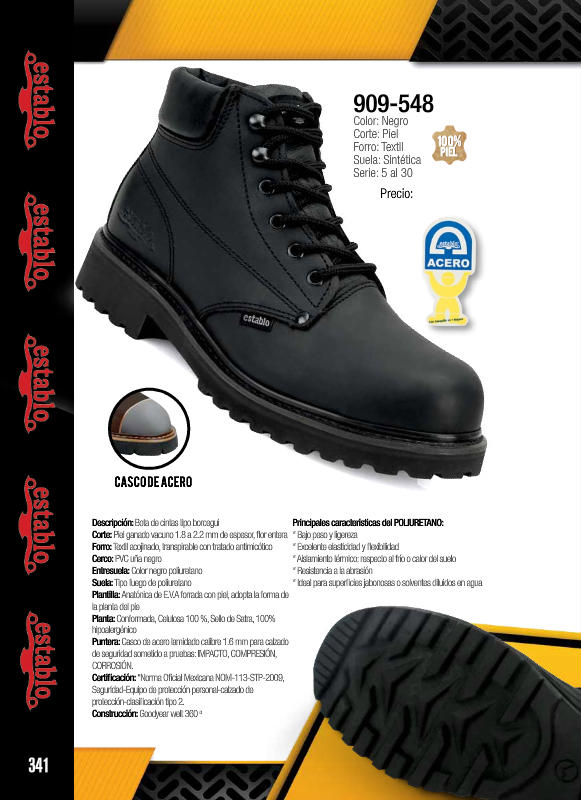 establo.
establo.
establo.
establo.
establo.
341
909-548
Color: Negro
Corte: Piel
Forro: Textil
Suela: Sintética
Serie: 5 al 30
Precio:
100%
PIEL
establo
ACERO
establo
CASCO DE ACERO
Descripción: Bota de cintas tipo borcegui
Corte: Piel ganado vacuno 1.8 a 2.2 mm de espesor, flor entera
Forro: Textil acojinado, transpirable con tratado antimicótico
Cerco: PVC uña negro
Entresuela: Color negro poliuretano
Suela: Tipo fuego de poliuretano
Plantilla: Anatónica de E.V.A forrada con piel, adopta la forma de
la planta del pie
Planta: Conformada, Celulosa 100 %, Sello de Satra, 100%
hipoalergénico
Puntera: Casco de acero lamidado calibre 1.6 mm para calzado
de seguridad sometido a pruebas: IMPACTO, COMPRESIÓN,
CORROSIÓN.
Certificación: "Norma Oficial Mexicana NOM-113-STP-2009,
Seguridad-Equipo de protección personal-calzado de
protección-clasificación tipo 2.
Construcción: Goodyear welt 360 º
Principales características del POLIURETANO:
* Bajo peso y ligereza
* Excelente elasticidad y flexibilidad
* Aislamiento térmico: respecto al frio o calor del suelo
* Resistencia a la abrasión
* Ideal para superficies jabonosas o solventes diluidos en agua